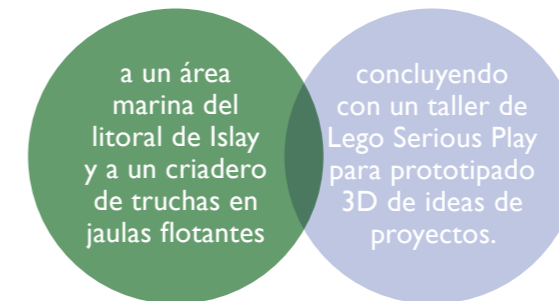 a un área
marina del
litoral de Islay
y a un criadero
de truchas en
jaulas flotantes
concluyendo
con un taller de
Lego Serious Play
para prototipado
3D de ideas de
proyectos.